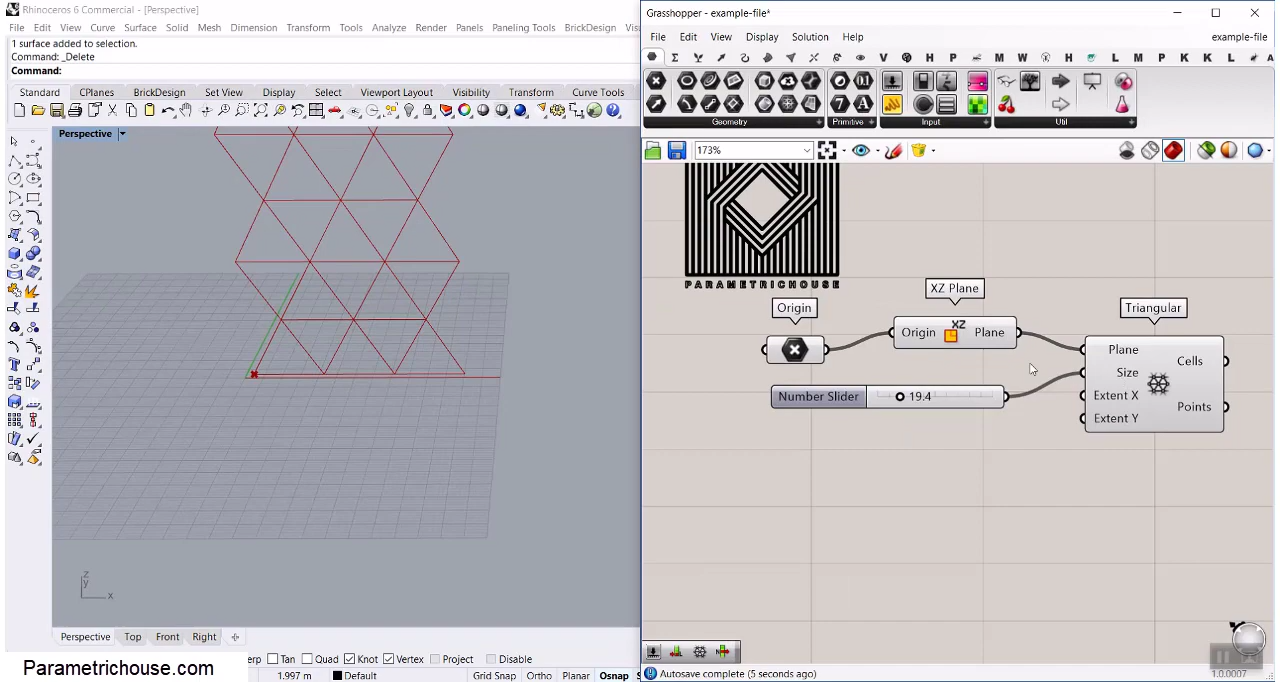 Rhinoceros 6 Commercial - [Perspective]
File Edit View Curve Surface Solid Mesh Dimension Transform Tools Analyze Render Panels Paneling Tools BrickDesign
1 surface added to selection.
Command: _Delete
Command:
Standard CPlanes BrickDesign Set View Display Select Viewport Layout Visibility Transform Curve Tools
Perspective
z
y
x
Perspective Top Front Right
erp Tan Quad Knot Vertex Project Disable
1.997 m Default Grid Snap Ortho Planar Osnap
Parametrichouse.com
Grasshopper - example-file*
File Edit View Display Solution Help example-file
V H P M W H L M P K K L A
Geometry Primitive Input Util
173%
PARAMETRICHOUSE
Origin
XZ Plane
Triangular
Origin XZ Plane
Plane
Size
Extent X
Extent Y
Cells
Points
Number Slider 19.4
Autosave complete (5 seconds ago)
1.0.0007